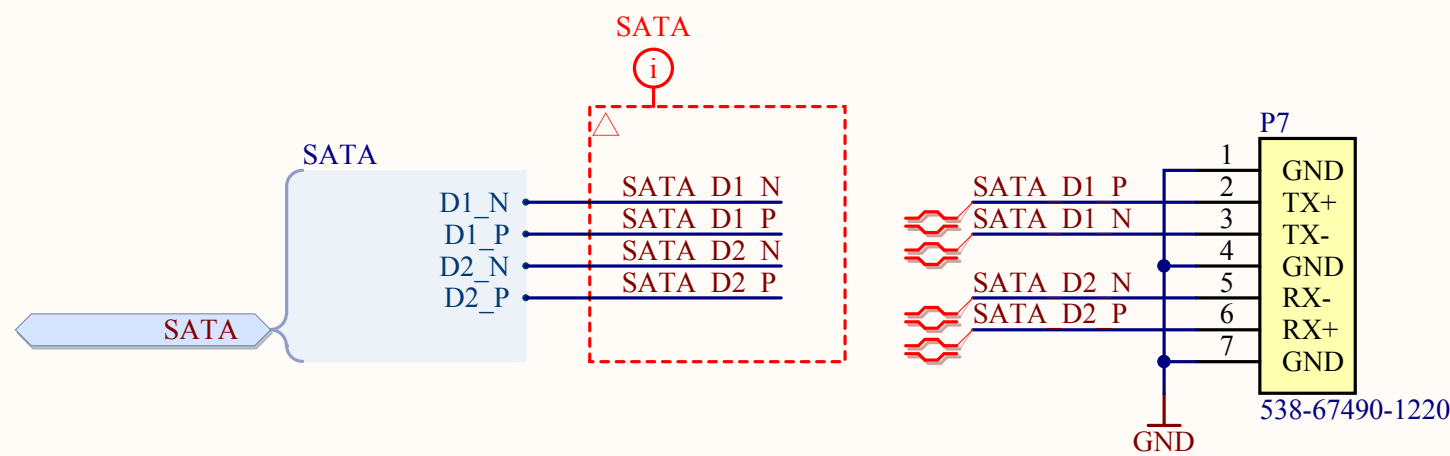 SATA
i
SATA
D1_N
D1_P
D2_N
D2_P
SATA
SATA_D1_N
SATA_D1_P
SATA_D2_N
SATA_D2_P
SATA_D1_P
SATA_D1_N
SATA_D2_N
SATA_D2_P
P7
1 GND
2 TX+
3 TX-
4 GND
5 RX-
6 RX+
7 GND
538-67490-1220
GND